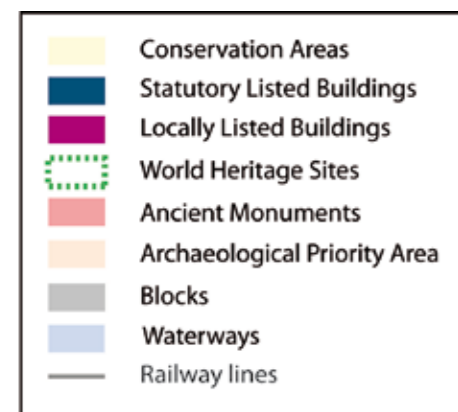 Conservation Areas
Statutory Listed Buildings
Locally Listed Buildings
World Heritage Sites
Ancient Monuments
Archaeological Priority Area
Blocks
Waterways
Railway lines